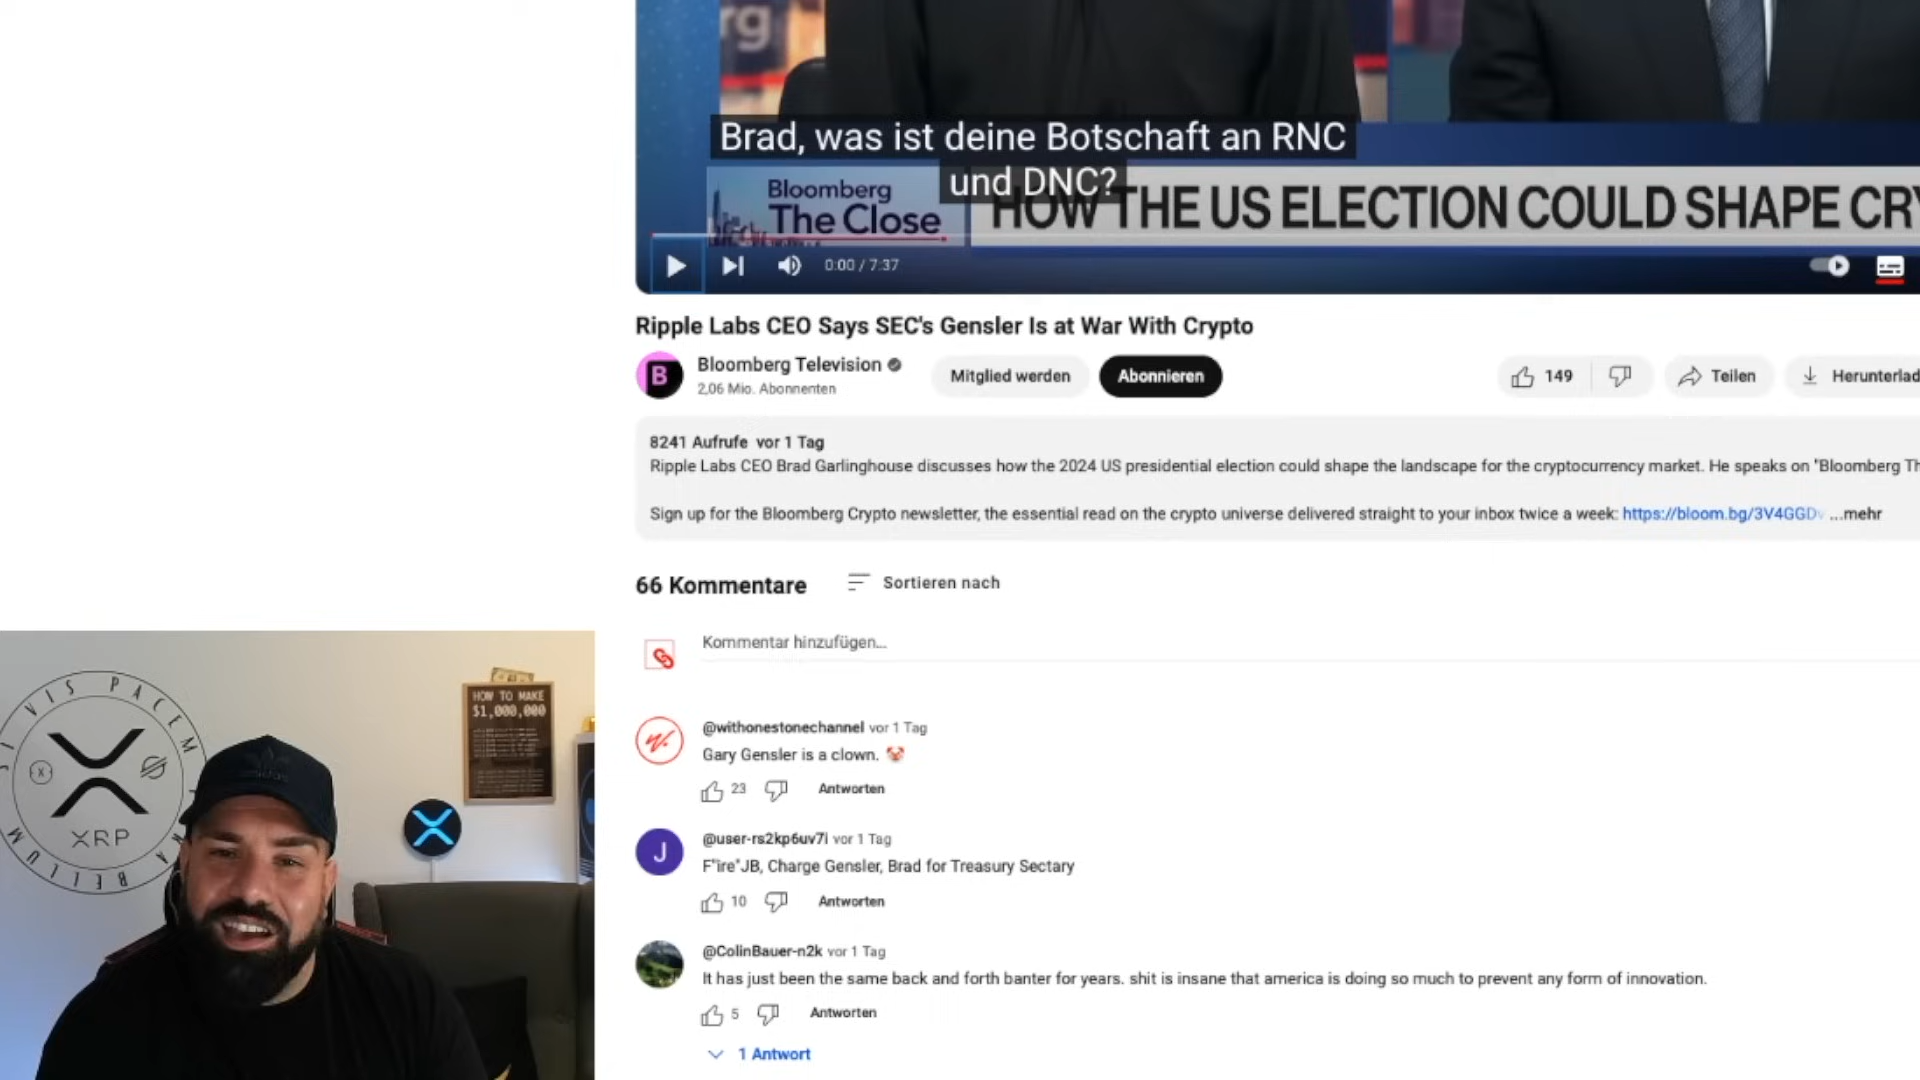 rg
Brad, was ist deine Botschaft an RNC
und DNC?
Bloomberg
The Close
HOW THE US ELECTION COULD SHAPE CRY
0:00 / 7:37
Ripple Labs CEO Says SEC's Gensler Is at War With Crypto
B
Bloomberg Television
2,06 Mio. Abonnenten
Mitglied werden
Abonnieren
149
Teilen
Herunterlad
8241 Aufrufe vor 1 Tag
Ripple Labs CEO Brad Garlinghouse discusses how the 2024 US presidential election could shape the landscape for the cryptocurrency market. He speaks on "Bloomberg Th
Sign up for the Bloomberg Crypto newsletter, the essential read on the crypto universe delivered straight to your inbox twice a week: https://bloom.bg/3V4GGDv ...mehr
66 Kommentare
Sortieren nach
Kommentar hinzufügen...
@withonestonechannel vor 1 Tag
Gary Gensler is a clown. 🤡
23
Antworten
J
@user-rs2kp6uv7i vor 1 Tag
F"ire"JB, Charge Gensler, Brad for Treasury Sectary
10
Antworten
@ColinBauer-n2k vor 1 Tag
It has just been the same back and forth banter for years. shit is insane that america is doing so much to prevent any form of innovation.
5
Antworten
1 Antwort
SI VIS PACEM PARA BELLUM
XRP
HOW TO MAKE
$1,000,000
adidas